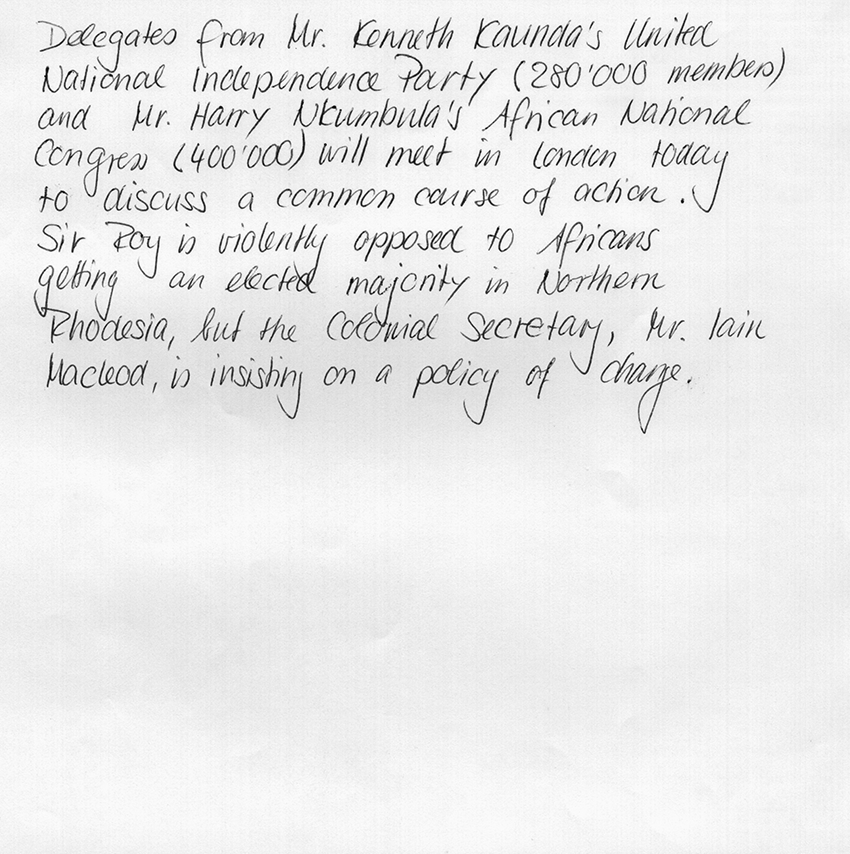 Delegates from Mr. Kenneth Kaunda's United
National Independence Party (280'000 members)
and Mr. Harry Nkumbula's African National
Congress (400'000) will meet in London today
to discuss a common course of action.
Sir Roy is violently opposed to Africans
getting an elected majority in Northern
Rhodesia, but the Colonial Secretary, Mr. Iain
Macleod, is insisting on a policy of change.